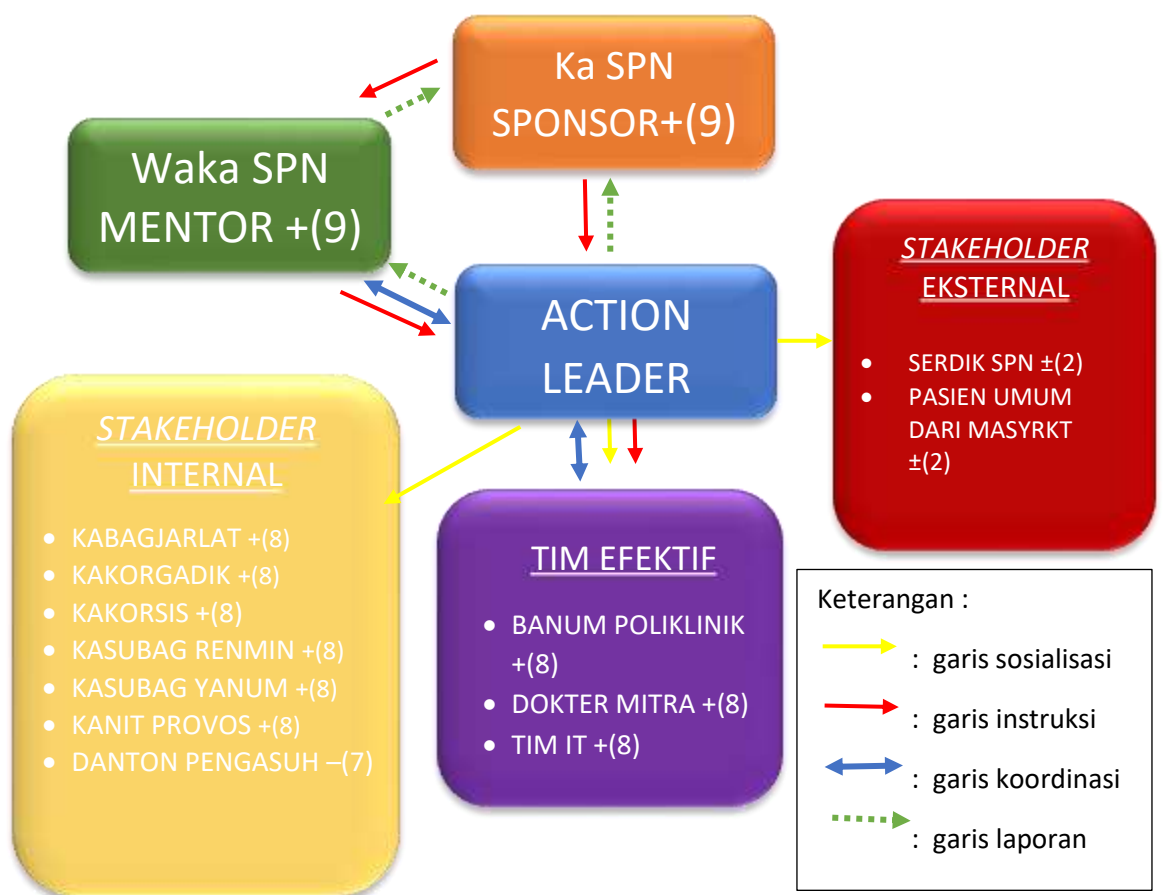 Ka SPN
SPONSOR+(9)
Waka SPN
MENTOR +(9)
ACTION
LEADER
STAKEHOLDER
EKSTERNAL
• SERDIK SPN ±(2)
• PASIEN UMUM
DARI MASYRKT
±(2)
STAKEHOLDER
INTERNAL
• KABAGJARLAT +(8)
• KAKORGADIK +(8)
• KAKORSIS +(8)
• KASUBAG RENMIN +(8)
• KASUBAG YANUM +(8)
• KANIT PROVOS +(8)
• DANTON PENGASUH –(7)
TIM EFEKTIF
• BANUM POLIKLINIK
+(8)
• DOKTER MITRA +(8)
• TIM IT +(8)
Keterangan :
: garis sosialisasi
: garis instruksi
: garis koordinasi
: garis laporan